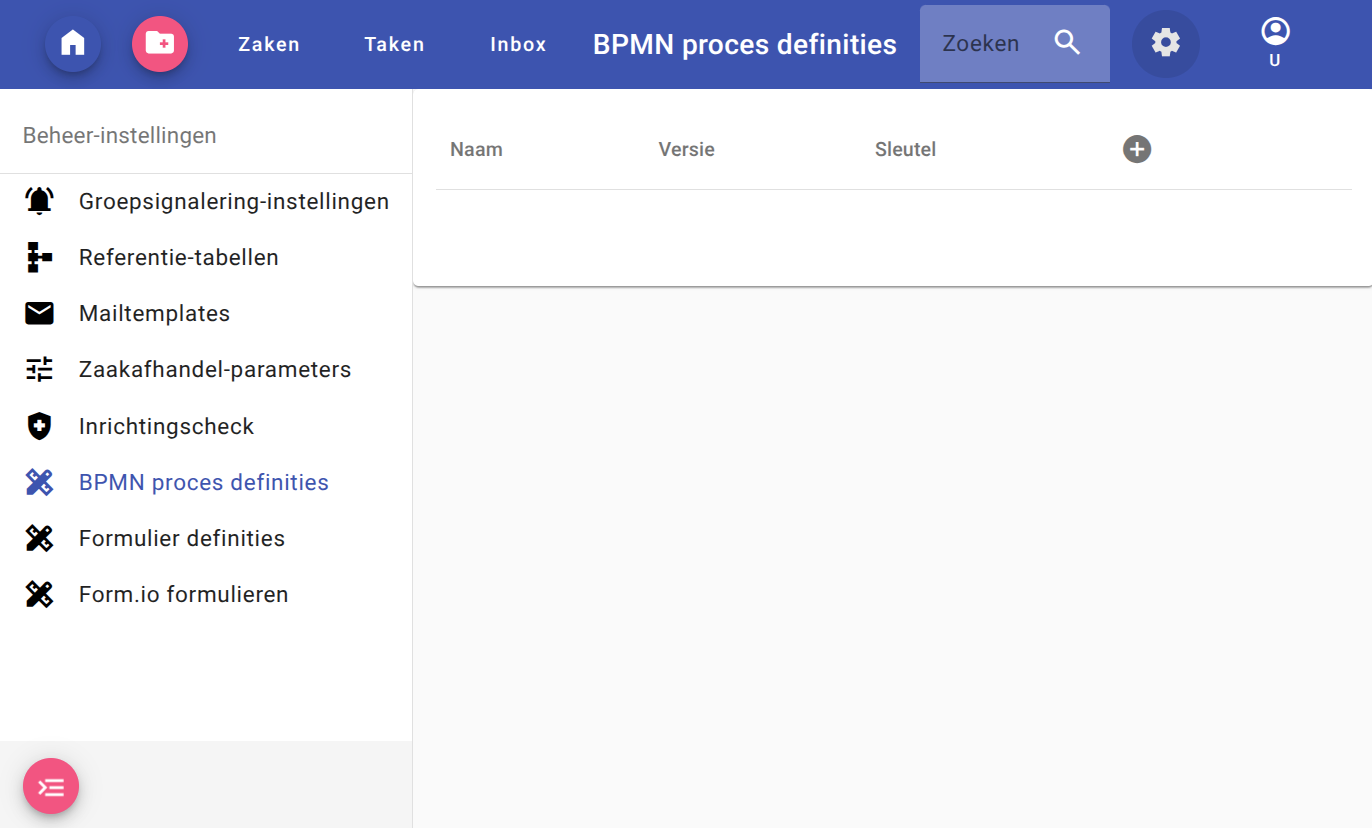 Zaken
Taken
Inbox
BPMN proces definities
Zoeken
U
Beheer-instellingen
Groepsignalering-instellingen
Referentie-tabellen
Mailtemplates
Zaakafhandel-parameters
Inrichtingscheck
BPMN proces definities
Formulier definities
Form.io formulieren
Naam
Versie
Sleutel